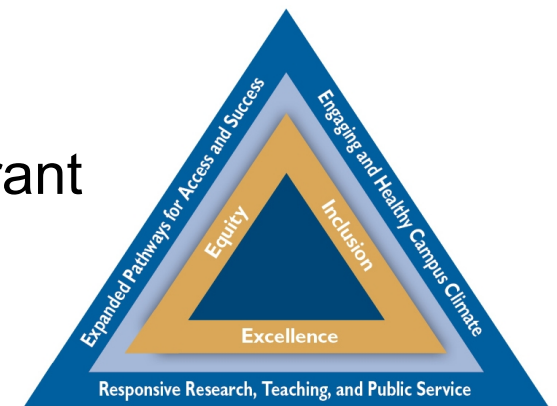 rant
Expanded Pathways for Access and Success
Engaging and Healthy Campus Climate
Equity
Inclusion
Excellence
Responsive Research, Teaching, and Public Service